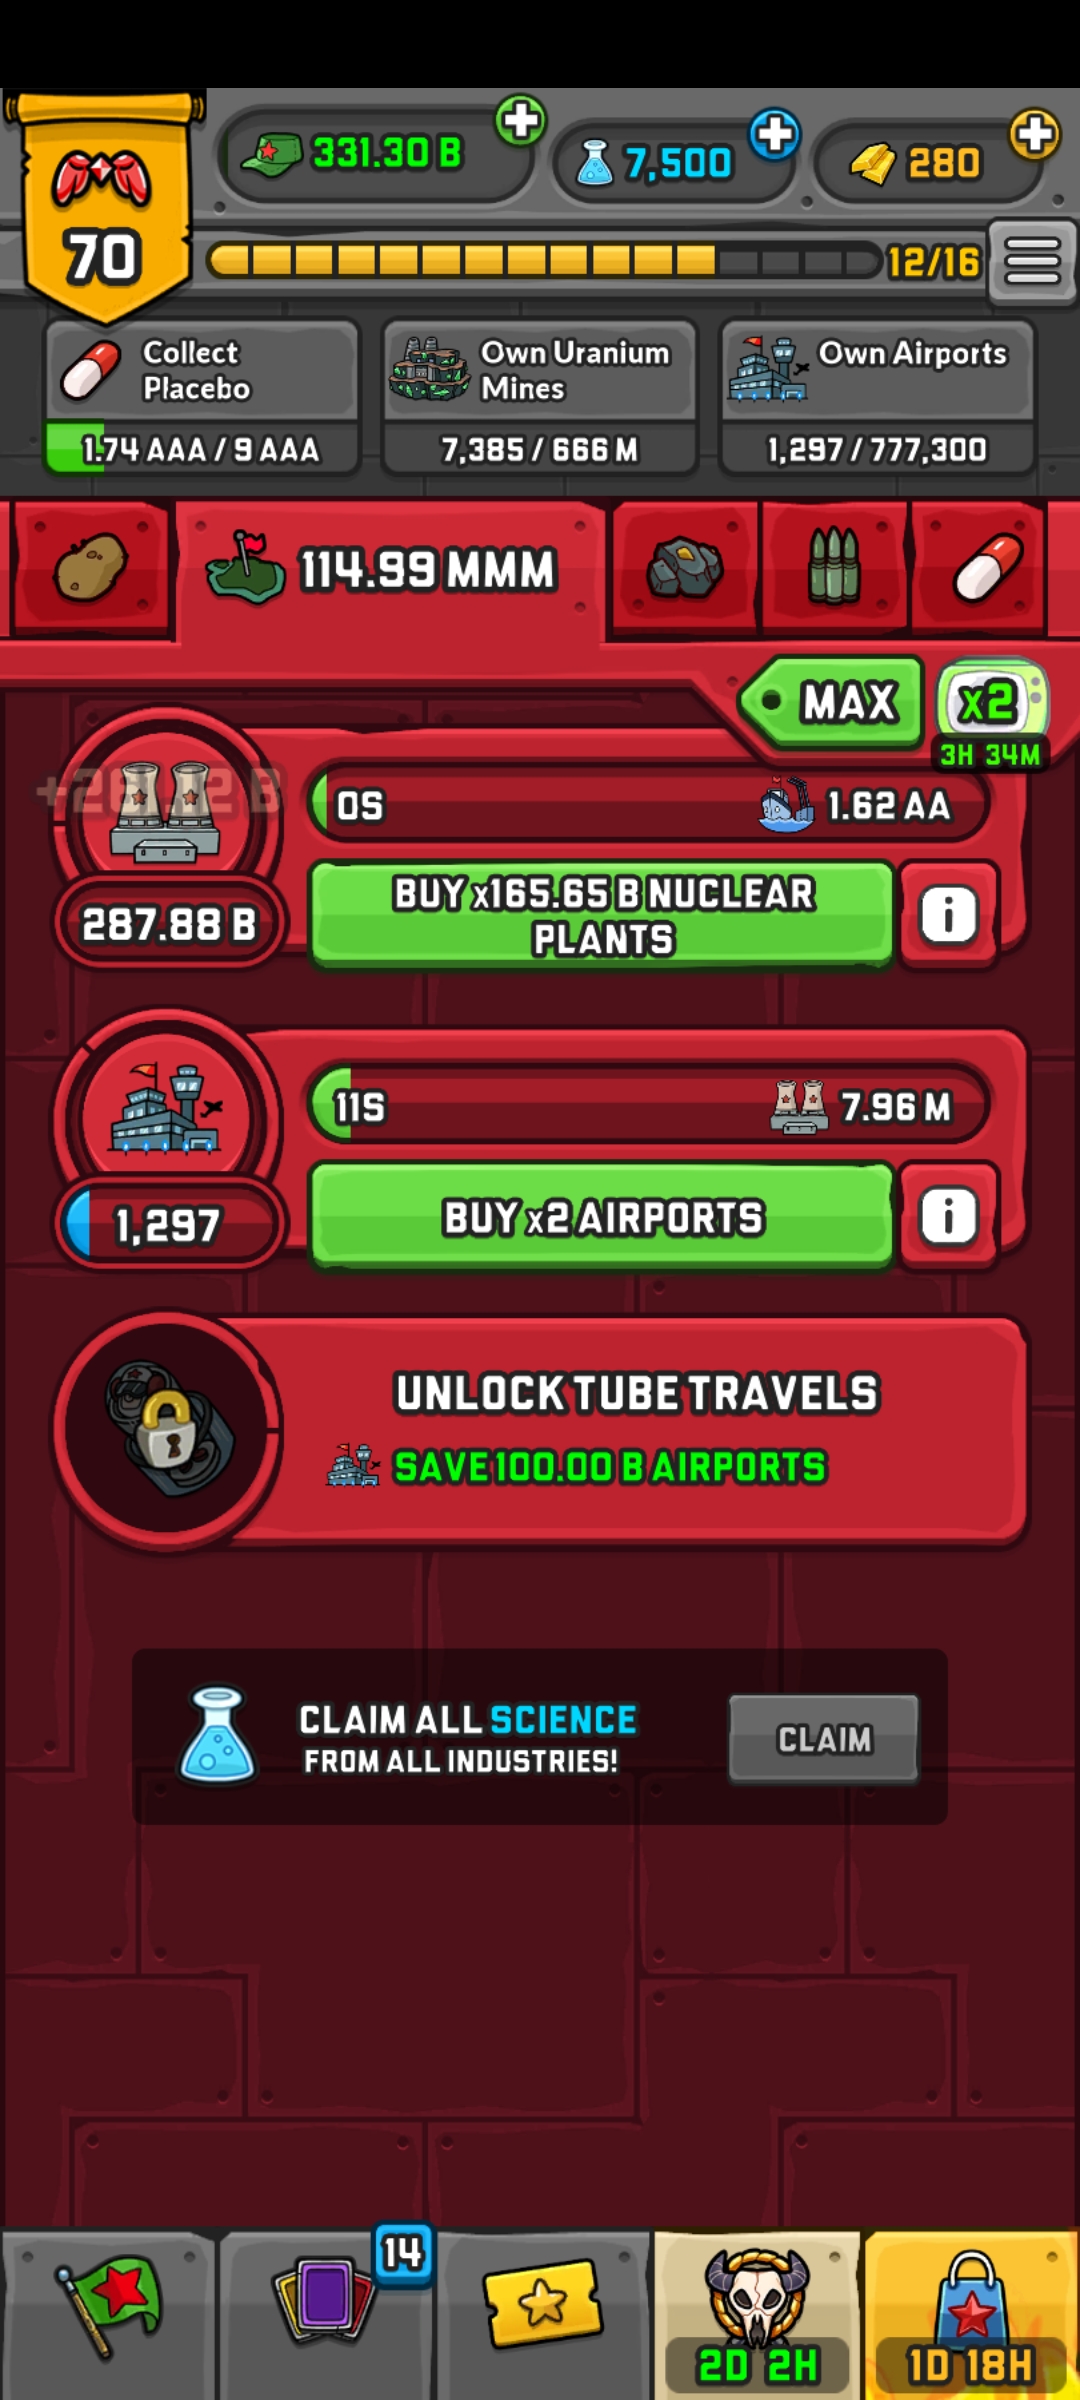 331.30 B
7,500
280
70
12/16
Collect
Placebo
Own Uranium
Mines
Own Airports
1.74 AAA / 9 AAA
7,385 / 666 M
1,297 / 777,300
114.99 MMM
MAX
x2
3H 34M
0S
1.62 AA
287.88 B
BUY x165.65 B NUCLEAR
PLANTS
i
11S
7.96 M
1,297
BUY x2 AIRPORTS
i
UNLOCK TUBE TRAVELS
SAVE 100.00 B AIRPORTS
CLAIM ALL SCIENCE
FROM ALL INDUSTRIES!
CLAIM
14
2D 2H
1D 18H